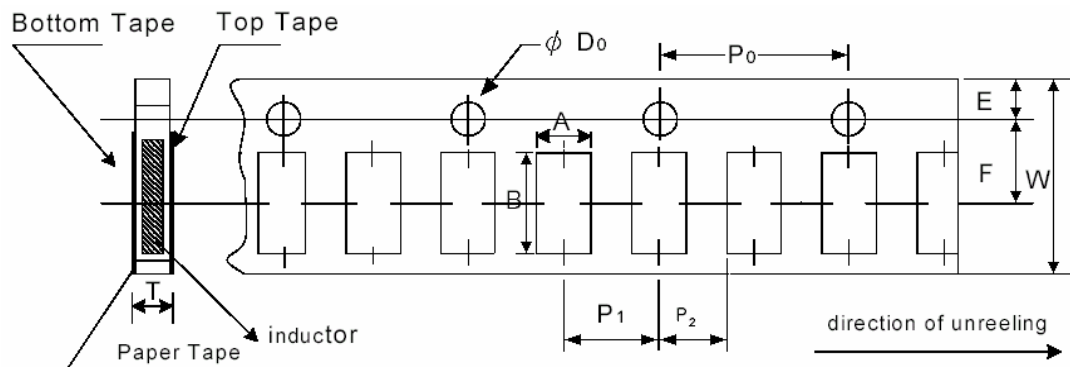 Bottom Tape
Top Tape
ϕ D₀
P₀
E
A
F
W
B
T
P₁
P₂
inductor
Paper Tape
direction of unreeling